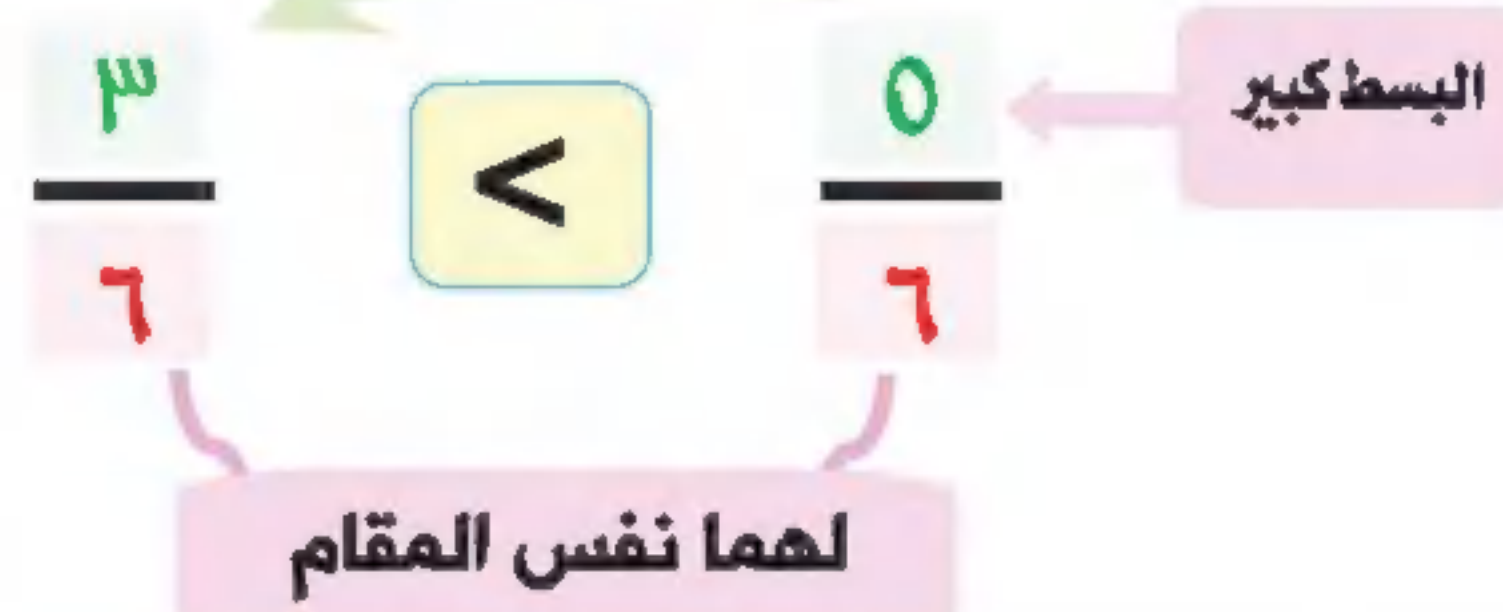 البسط كبير
٥ < ٣
٦ ٦
لهما نفس المقام